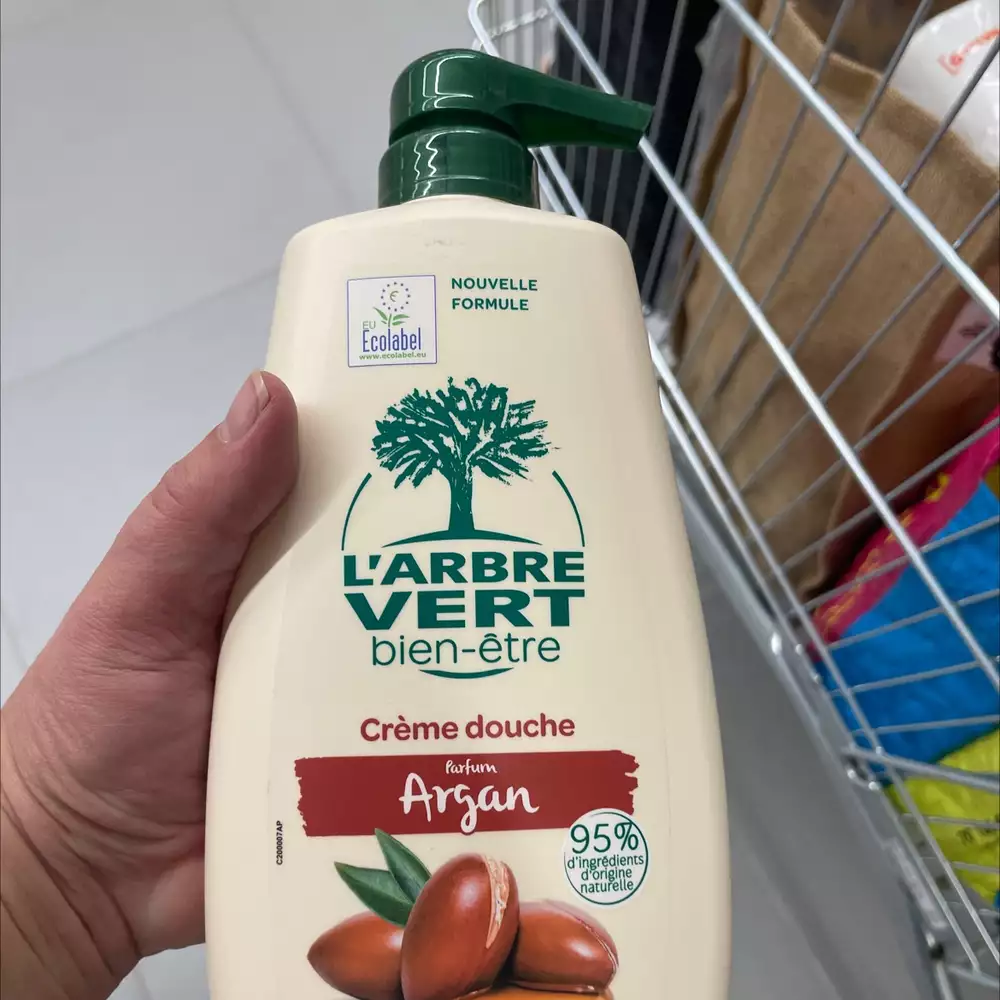 NOUVELLE
FORMULE
EU
Ecolabel
www.ecolabel.eu
L'ARBRE
VERT
bien-être
Crème douche
Parfum
Argan
95%
d'ingrédients
d'origine
naturelle
C200007AP